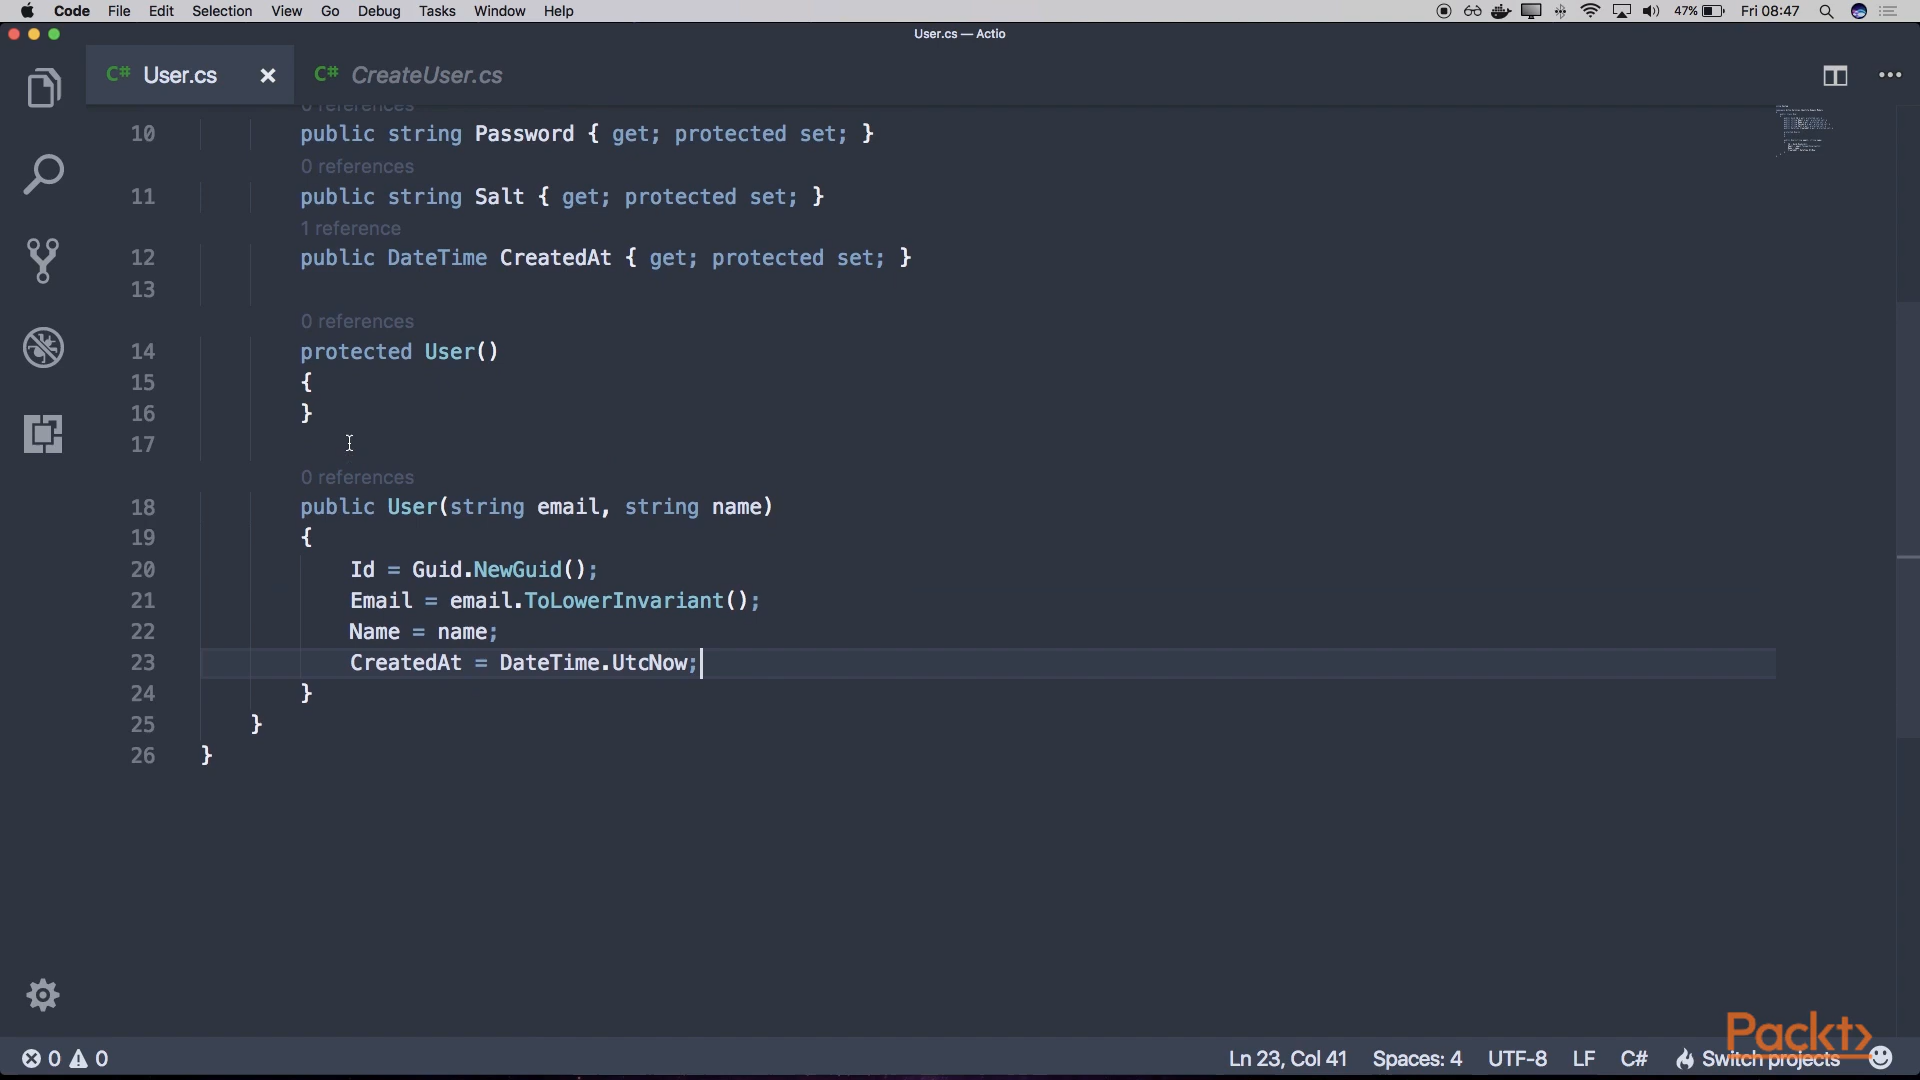 Code File Edit Selection View Go Debug Tasks Window Help 47% Fri 08:47
User.cs — Actio
C# User.cs × C# CreateUser.cs
0 references
10 public string Password { get; protected set; }
0 references
11 public string Salt { get; protected set; }
1 reference
12 public DateTime CreatedAt { get; protected set; }
13
0 references
14 protected User()
15 {
16 }
17
0 references
18 public User(string email, string name)
19 {
20 Id = Guid.NewGuid();
21 Email = email.ToLowerInvariant();
22 Name = name;
23 CreatedAt = DateTime.UtcNow;
24 }
25 }
26 }
Packt>
0 0 Ln 23, Col 41 Spaces: 4 UTF-8 LF C# Switch projects